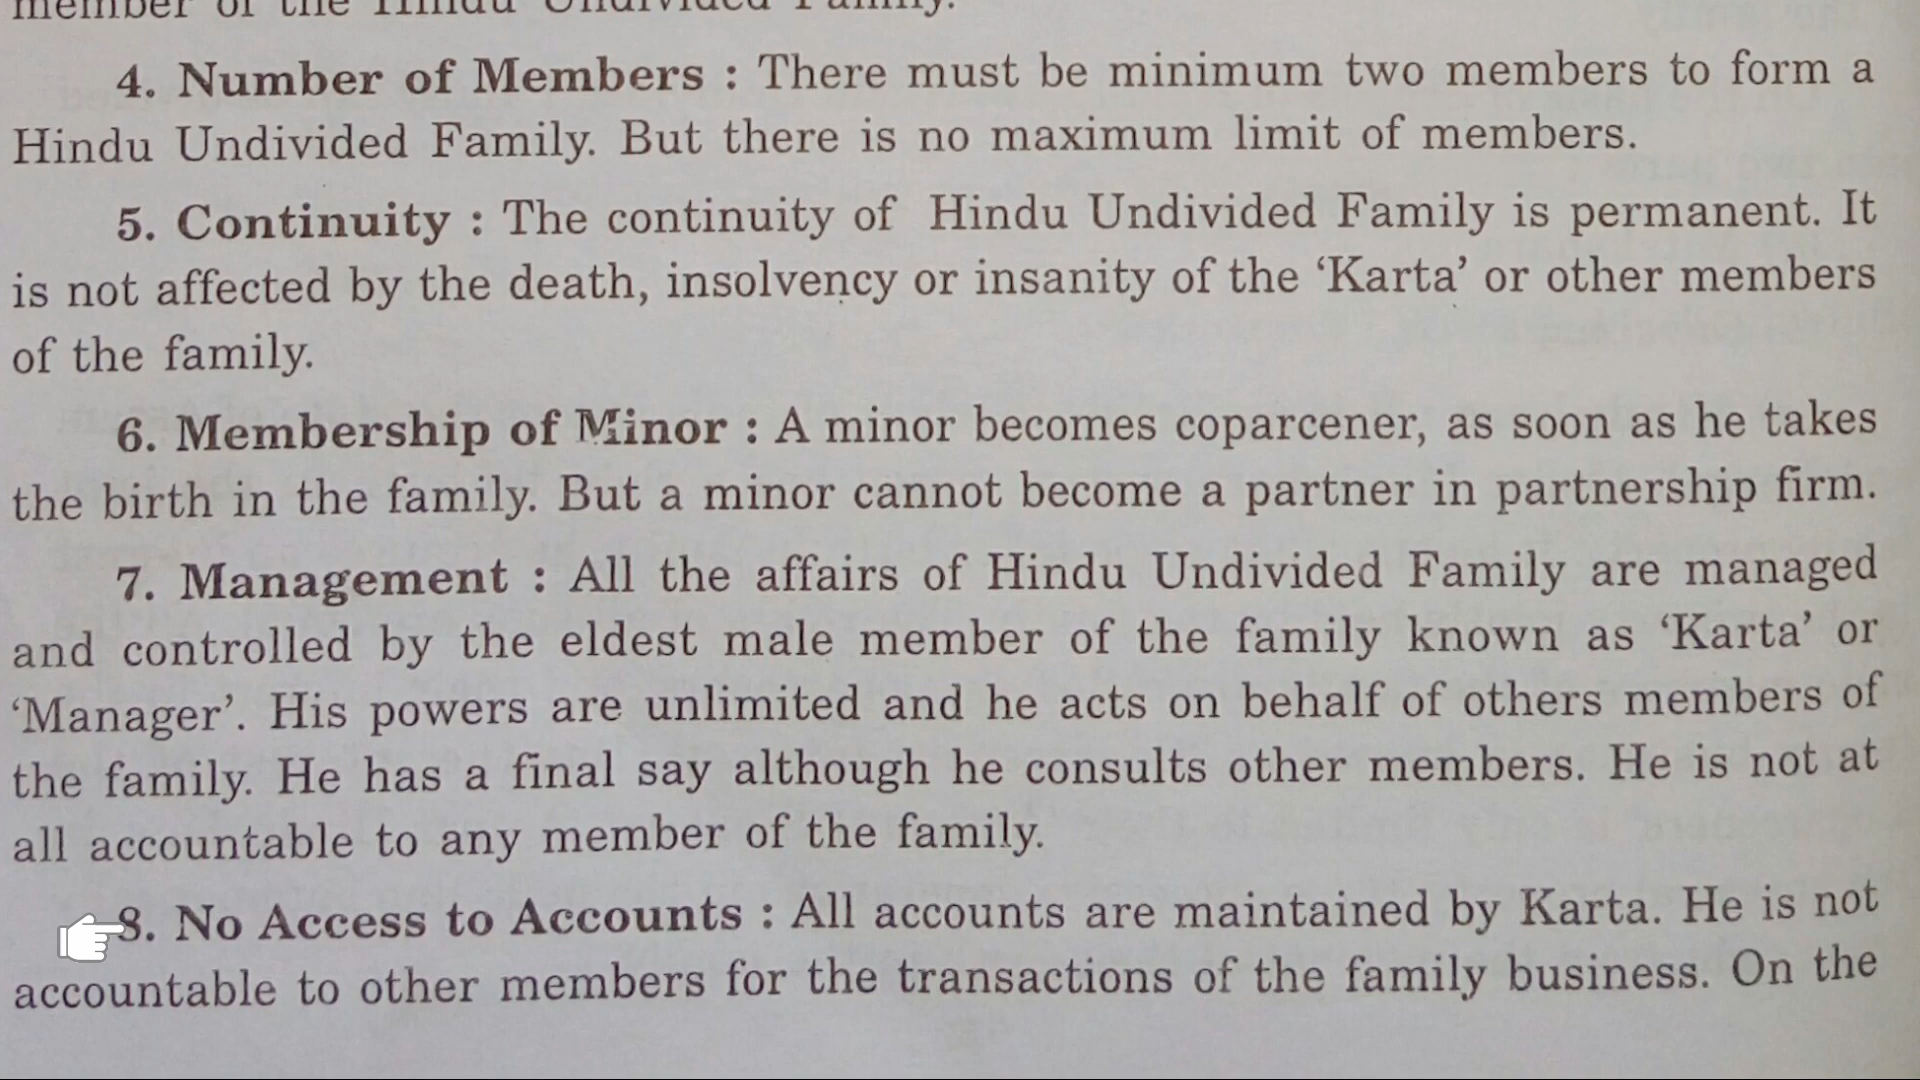 member of the Hindu Undivided Family.
4. Number of Members : There must be minimum two members to form a
Hindu Undivided Family. But there is no maximum limit of members.
5. Continuity : The continuity of Hindu Undivided Family is permanent. It
is not affected by the death, insolvency or insanity of the ‘Karta’ or other members
of the family.
6. Membership of Minor : A minor becomes coparcener, as soon as he takes
the birth in the family. But a minor cannot become a partner in partnership firm.
7. Management : All the affairs of Hindu Undivided Family are managed
and controlled by the eldest male member of the family known as ‘Karta’ or
‘Manager’. His powers are unlimited and he acts on behalf of others members of
the family. He has a final say although he consults other members. He is not at
all accountable to any member of the family.
8. No Access to Accounts : All accounts are maintained by Karta. He is not
accountable to other members for the transactions of the family business. On the